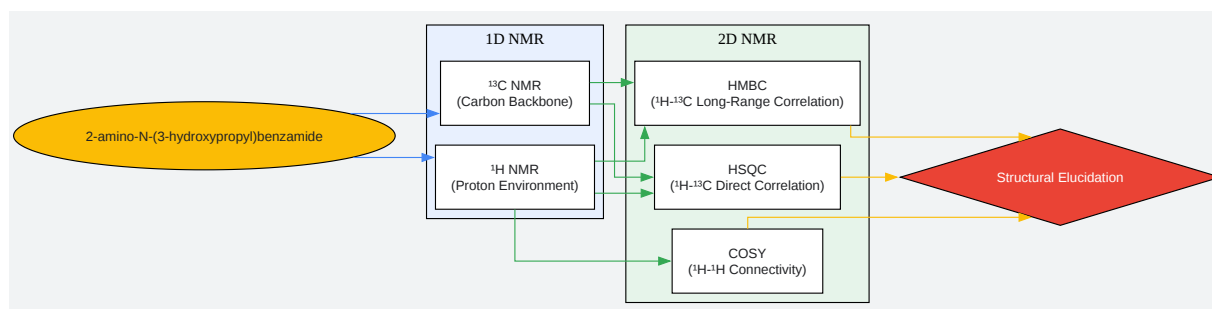 1D NMR
2D NMR
¹³C NMR
(Carbon Backbone)
HMBC
(¹H-¹³C Long-Range Correlation)
2-amino-N-(3-hydroxypropyl)benzamide
¹H NMR
(Proton Environment)
HSQC
(¹H-¹³C Direct Correlation)
Structural Elucidation
COSY
(¹H-¹H Connectivity)